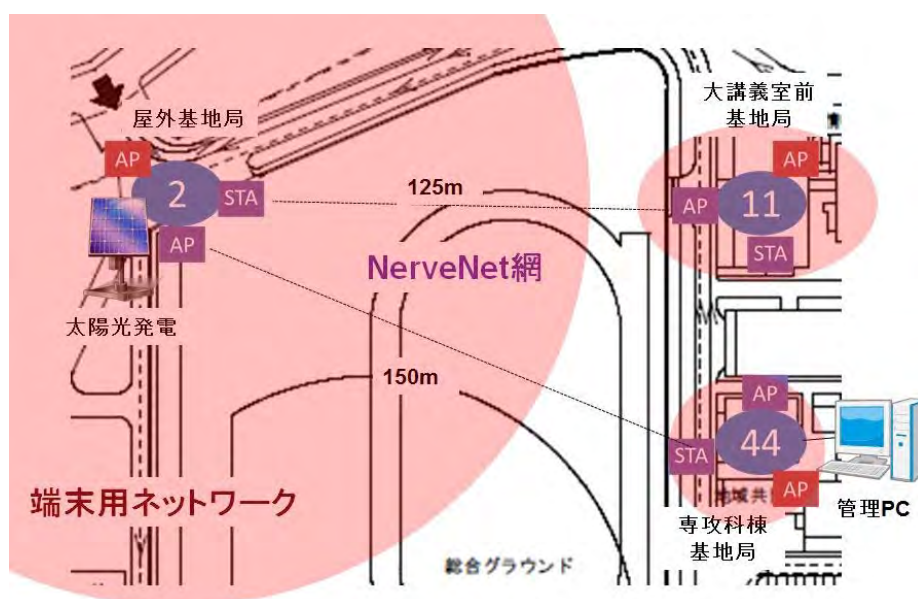 屋外基地局
大講義室前
基地局
AP
2
STA
AP
125m
AP
AP
11
STA
NerveNet網
太陽光発電
150m
AP
STA
44
AP
端末用ネットワーク
管理PC
専攻科棟
基地局
総合グラウンド